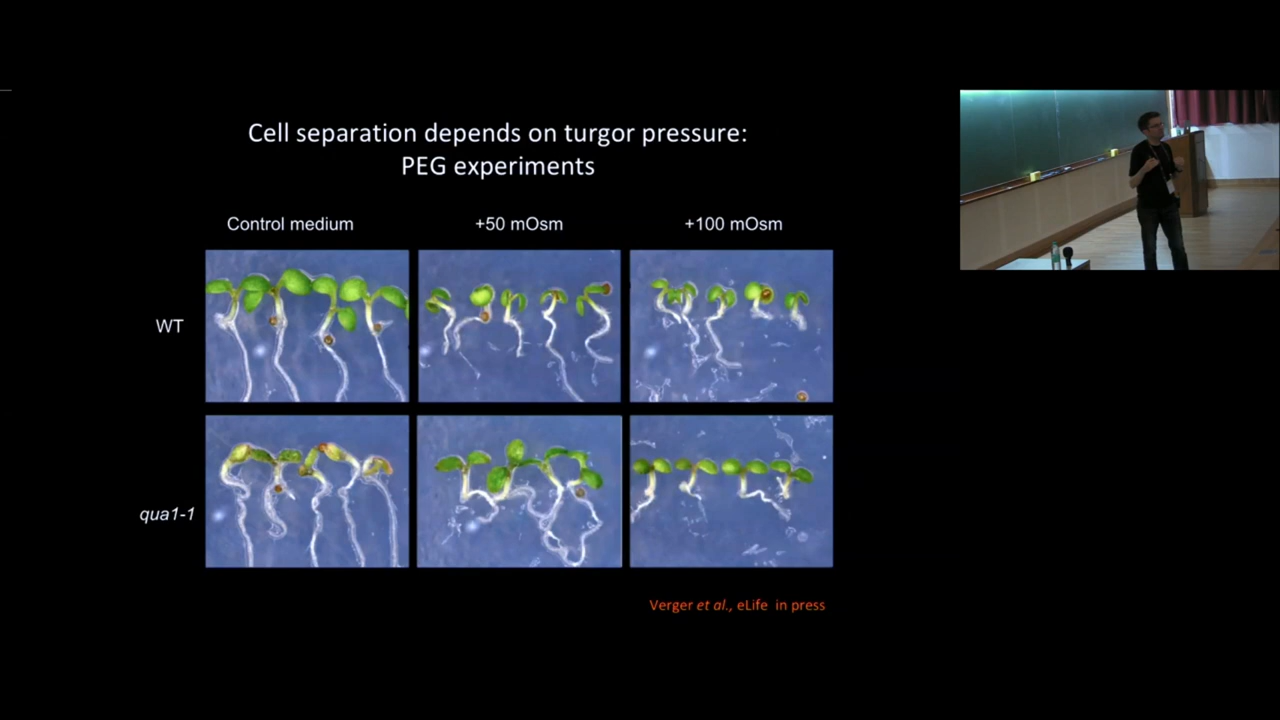 Cell separation depends on turgor pressure:
PEG experiments
Control medium +50 mOsm +100 mOsm
WT
qua1-1
Verger et al., eLife in press